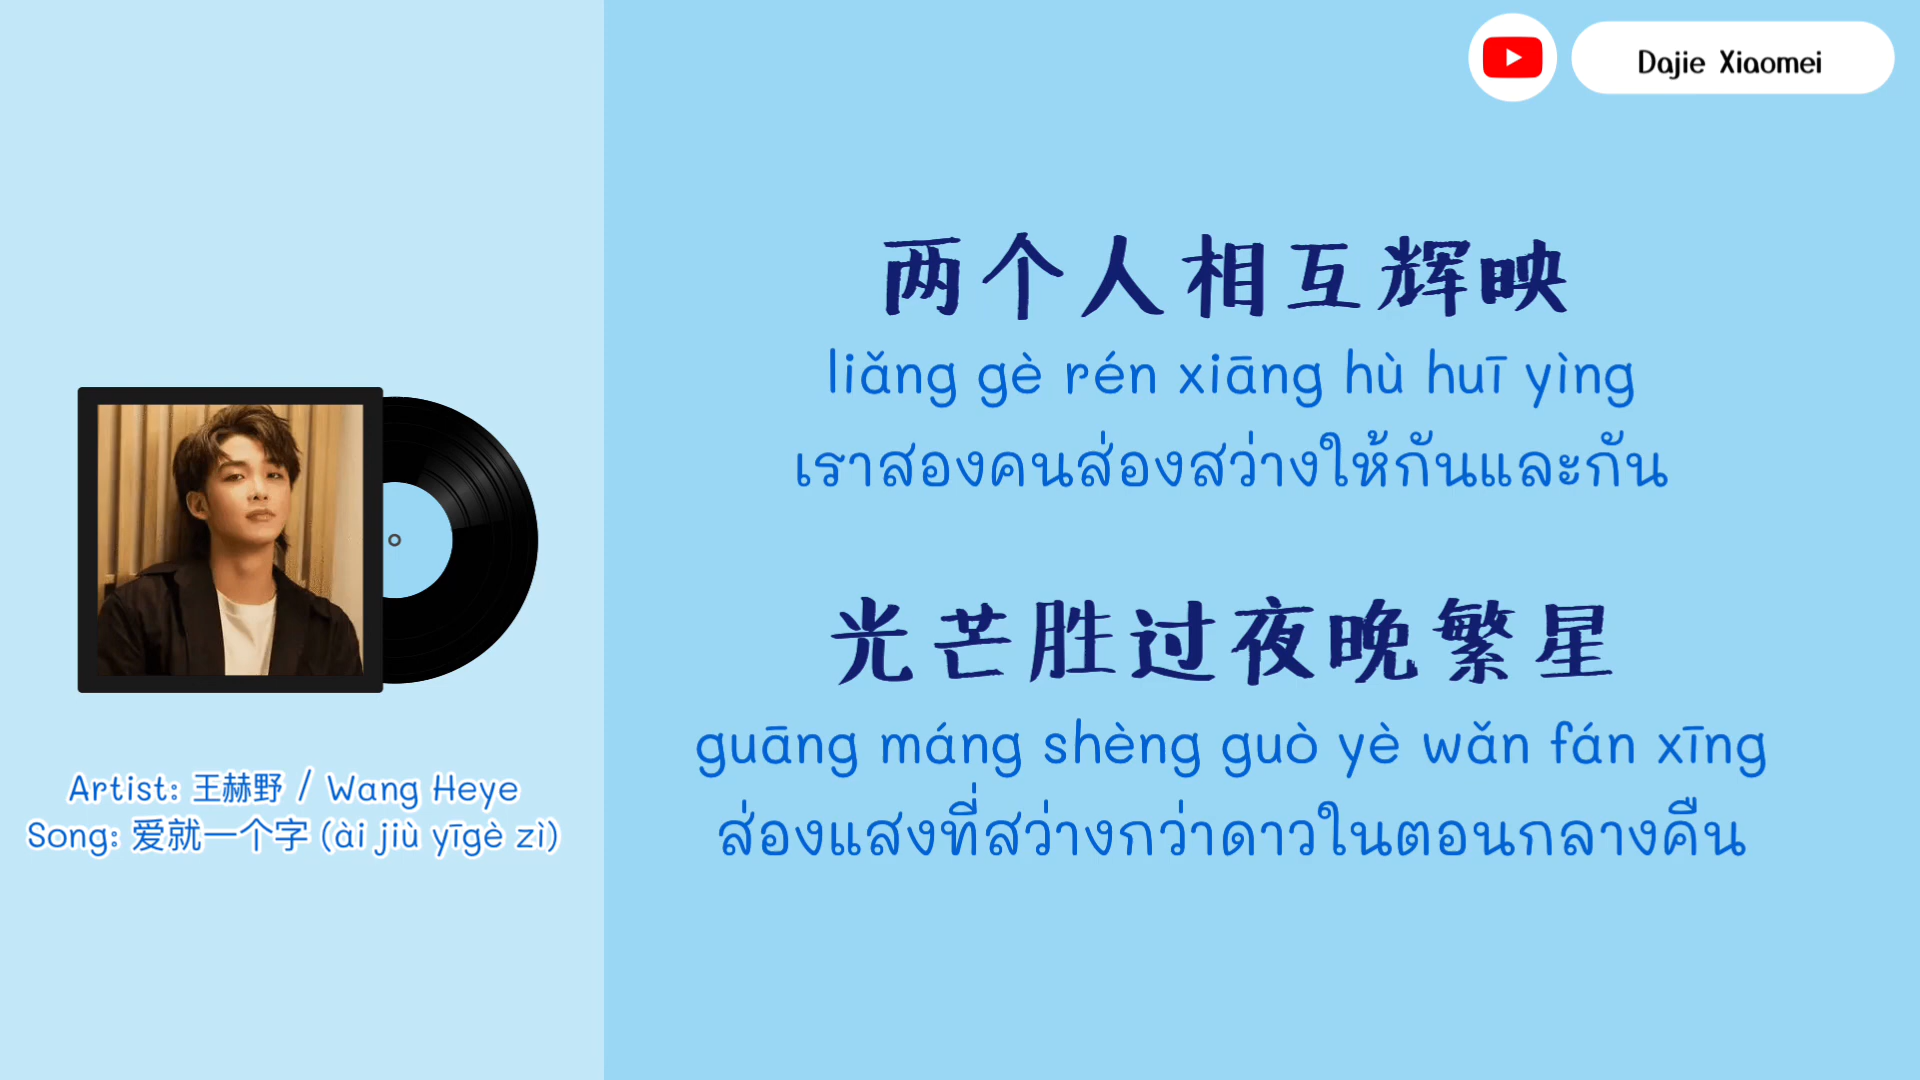 Dajie Xiaomei
两个人相互辉映
liǎng gè rén xiāng hù huī yìng
เราสองคนส่องสว่างให้กันและกัน
光芒胜过夜晚繁星
guāng máng shèng guò yè wǎn fán xīng
ส่องแสงที่สว่างกว่าดาวในตอนกลางคืน
Artist: 王赫野 / Wang Heye
Song: 爱就一个字 (ài jiù yīgè zì)